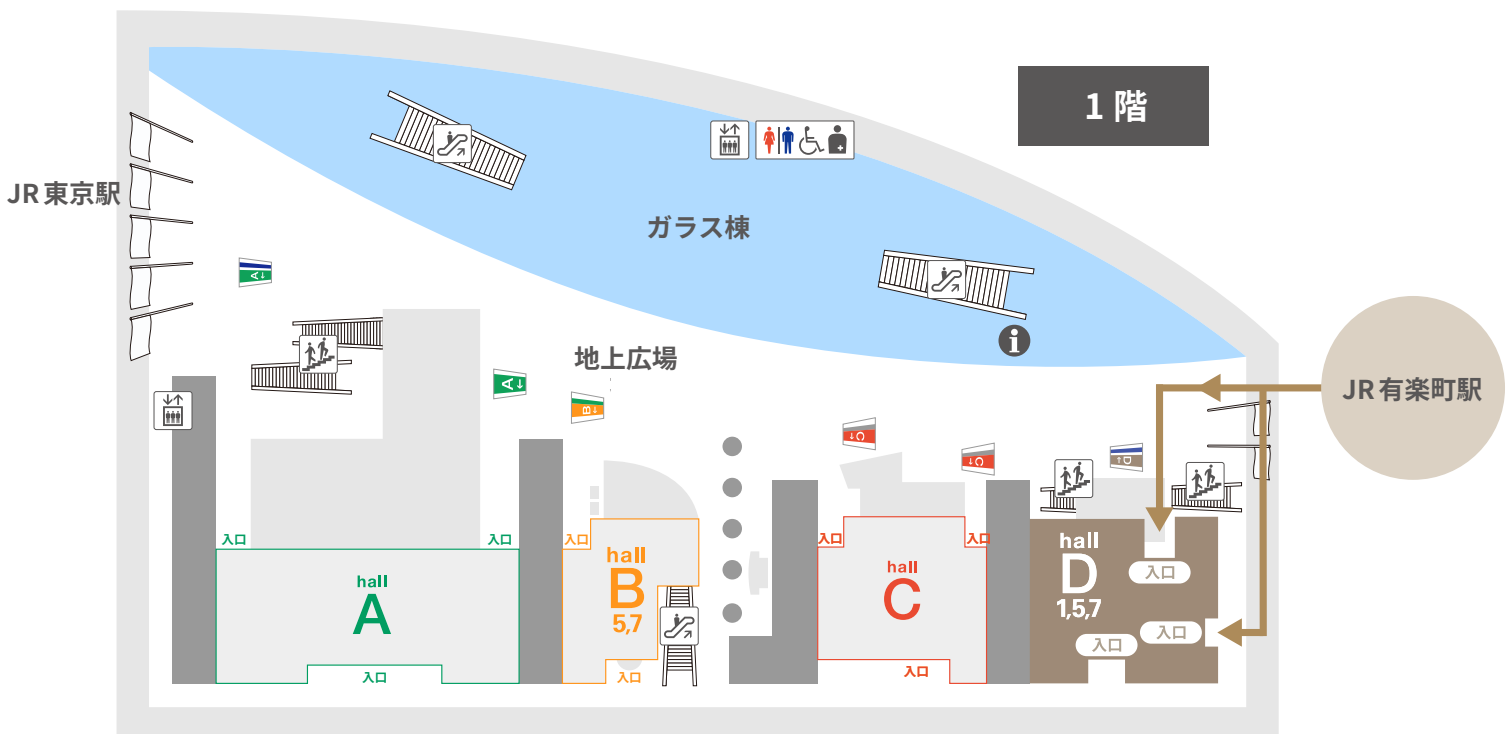 1階
JR東京駅
ガラス棟
A↓
地上広場
A↓
B↓
C↓
C↓
D↑
JR有楽町駅
入口
入口
hall
A
入口
入口
hall
B
5,7
入口
入口
入口
hall
C
入口
hall
D
1,5,7
入口
入口
入口